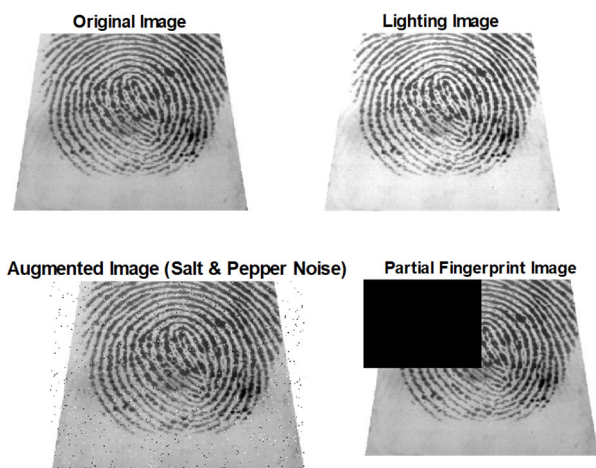 Original Image
Lighting Image
Augmented Image (Salt & Pepper Noise)
Partial Fingerprint Image